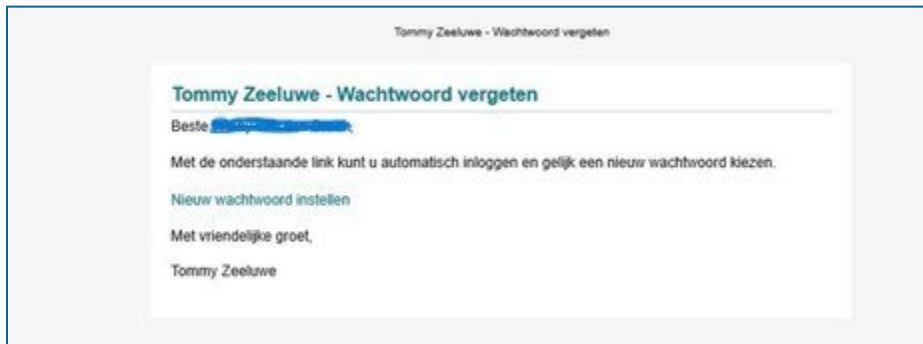 Tommy Zeeluwe - Wachtwoord vergeten
Tommy Zeeluwe - Wachtwoord vergeten
Beste
Met de onderstaande link kunt u automatisch inloggen en gelijk een nieuw wachtwoord kiezen.
Nieuw wachtwoord instellen
Met vriendelijke groet,
Tommy Zeeluwe